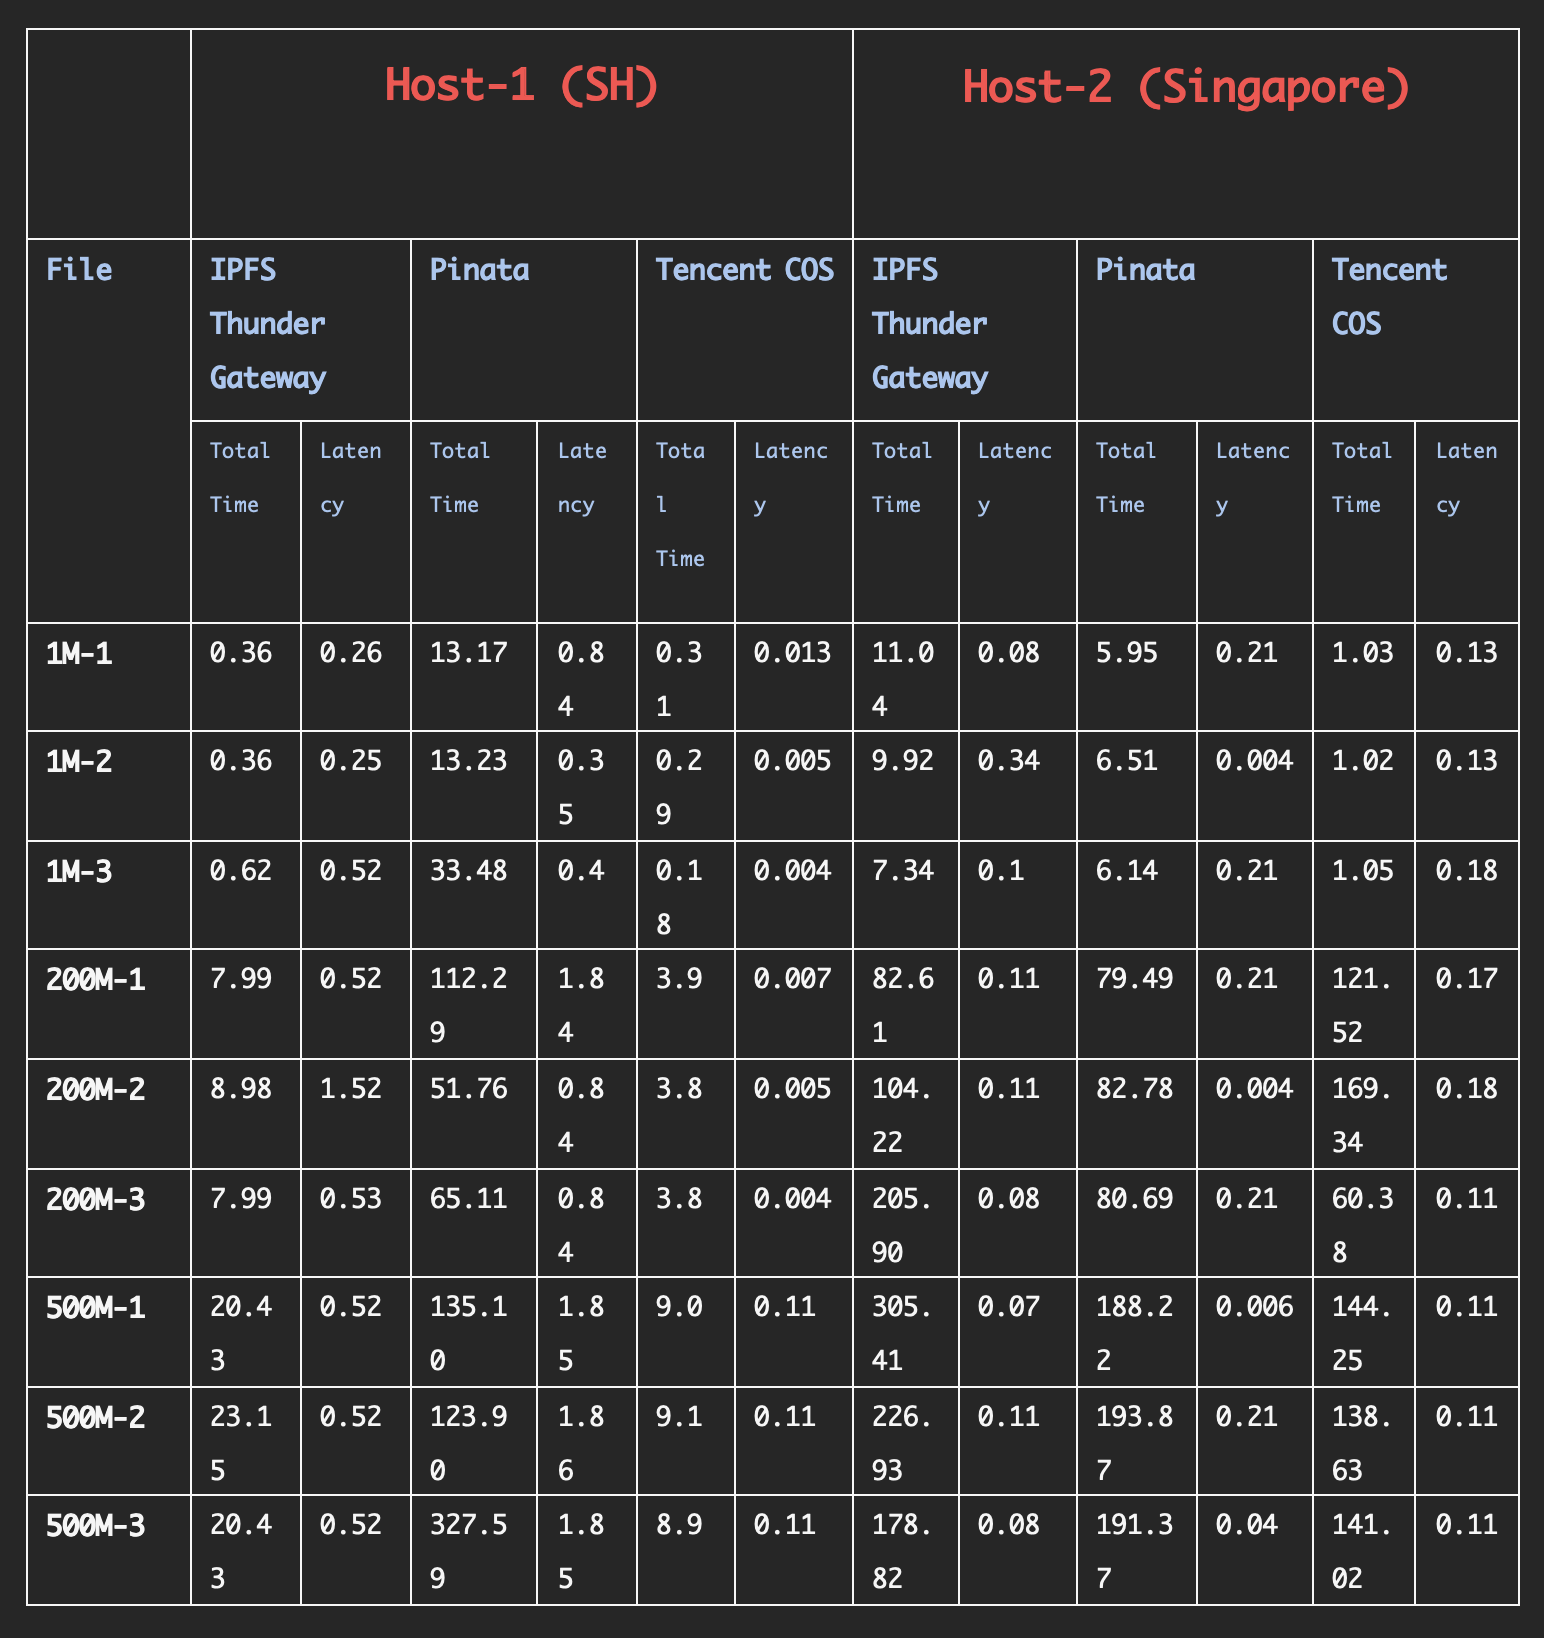 Host-1 (SH) Host-2 (Singapore)
File IPFS Thunder Gateway Pinata Tencent COS IPFS Thunder Gateway Pinata Tencent COS
Total Time Latency Total Time Latency Total Time Latency Total Time Latency Total Time Latency Total Time Latency
1M-1 0.36 0.26 13.17 0.84 0.31 0.013 11.04 0.08 5.95 0.21 1.03 0.13
1M-2 0.36 0.25 13.23 0.35 0.29 0.005 9.92 0.34 6.51 0.004 1.02 0.13
1M-3 0.62 0.52 33.48 0.4 0.18 0.004 7.34 0.1 6.14 0.21 1.05 0.18
200M-1 7.99 0.52 112.29 1.84 3.9 0.007 82.61 0.11 79.49 0.21 121.52 0.17
200M-2 8.98 1.52 51.76 0.84 3.8 0.005 104.22 0.11 82.78 0.004 169.34 0.18
200M-3 7.99 0.53 65.11 0.84 3.8 0.004 205.90 0.08 80.69 0.21 60.38 0.11
500M-1 20.43 0.52 135.10 1.85 9.0 0.11 305.41 0.07 188.22 0.006 144.25 0.11
500M-2 23.15 0.52 123.90 1.86 9.1 0.11 226.93 0.11 193.87 0.21 138.63 0.11
500M-3 20.43 0.52 327.59 1.85 8.9 0.11 178.82 0.08 191.37 0.04 141.02 0.11